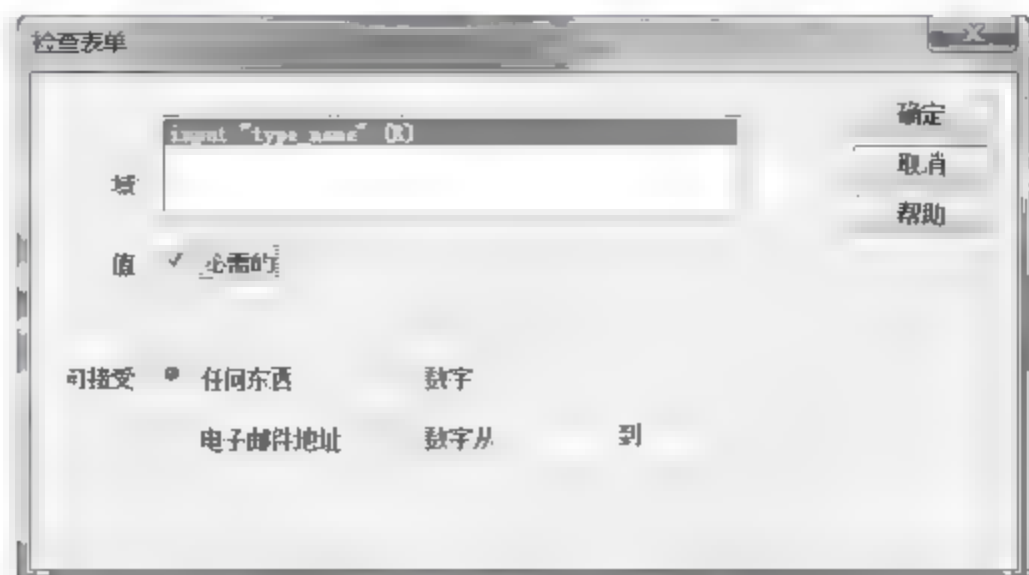 检查表单
input "type_name" (R)
确定
取消
域
帮助
值 ✓ 必需的
可接受 任何东西 数字
电子邮件地址 数字从 到